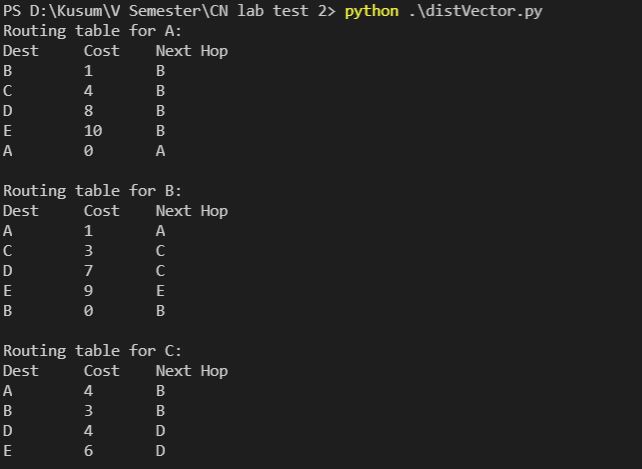 PS D:\Kusum\V Semester\CN lab test 2> python .\distVector.py
Routing table for A:
Dest Cost Next Hop
B 1 B
C 4 B
D 8 B
E 10 B
A 0 A
Routing table for B:
Dest Cost Next Hop
A 1 A
C 3 C
D 7 C
E 9 E
B 0 B
Routing table for C:
Dest Cost Next Hop
A 4 B
B 3 B
D 4 D
E 6 D